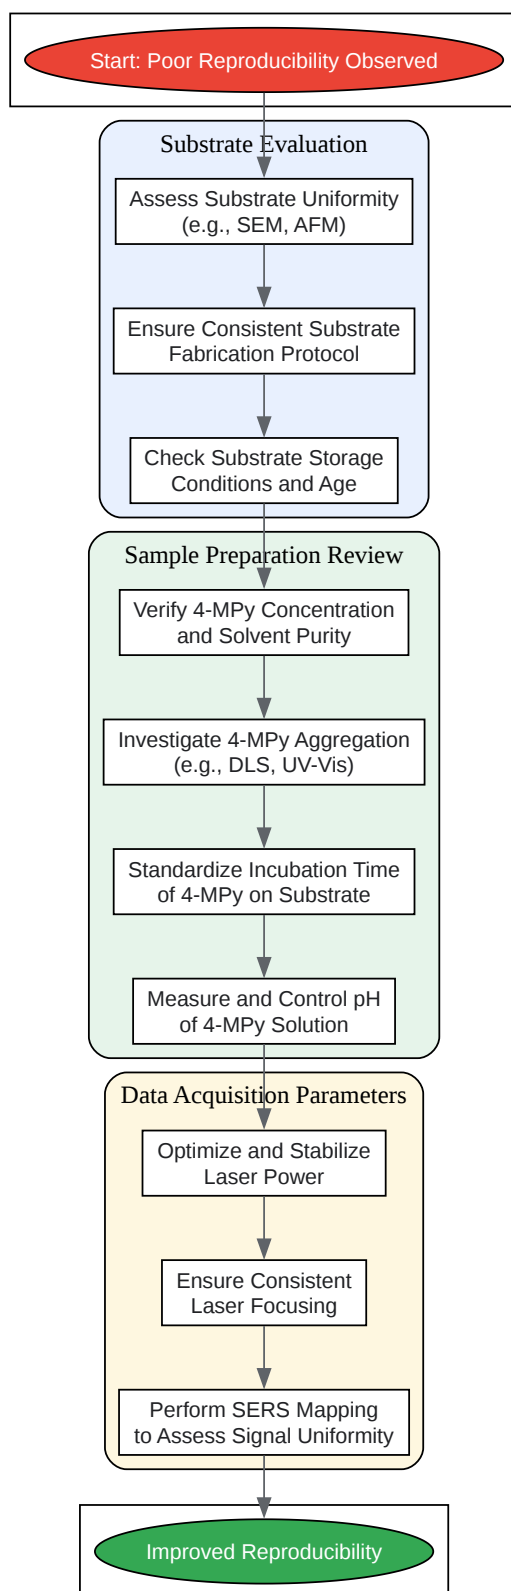 Start: Poor Reproducibility Observed
Substrate Evaluation
Assess Substrate Uniformity
(e.g., SEM, AFM)
Ensure Consistent Substrate
Fabrication Protocol
Check Substrate Storage
Conditions and Age
Sample Preparation Review
Verify 4-MPy Concentration
and Solvent Purity
Investigate 4-MPy Aggregation
(e.g., DLS, UV-Vis)
Standardize Incubation Time
of 4-MPy on Substrate
Measure and Control pH
of 4-MPy Solution
Data Acquisition Parameters
Optimize and Stabilize
Laser Power
Ensure Consistent
Laser Focusing
Perform SERS Mapping
to Assess Signal Uniformity
Improved Reproducibility